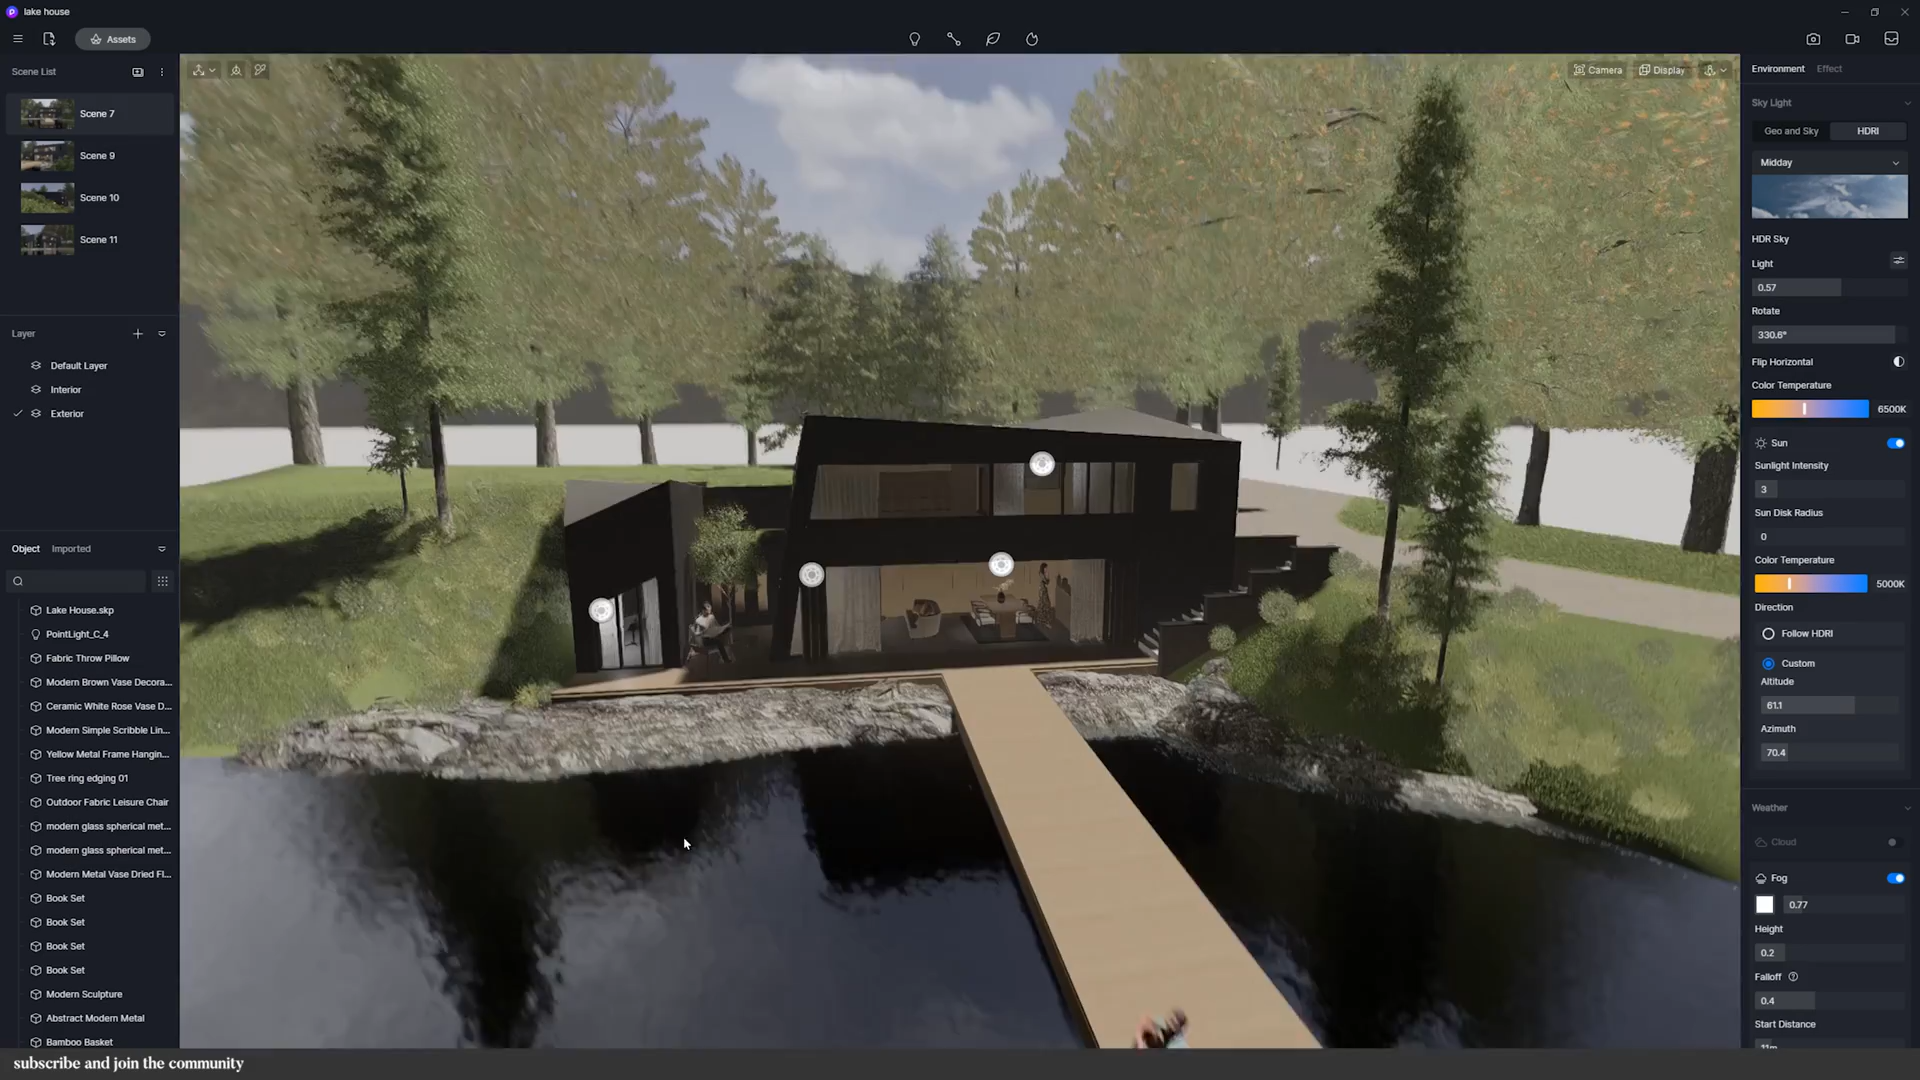 lake house
Assets
Scene List
Scene 7
Scene 9
Scene 10
Scene 11
Layer
Default Layer
Interior
Exterior
Object Imported
Lake House.skp
PointLight_C_4
Fabric Throw Pillow
Modern Brown Vase Decora...
Ceramic White Rose Vase D...
Modern Simple Scribble Lin...
Yellow Metal Frame Hangin...
Tree ring edging 01
Outdoor Fabric Leisure Chair
modern glass spherical met...
modern glass spherical met...
Modern Metal Vase Dried Fl...
Book Set
Book Set
Book Set
Book Set
Modern Sculpture
Abstract Modern Metal
Bamboo Basket
Camera
Display
Environment Effect
Sky Light
Geo and Sky HDRI
Midday
HDR Sky
Light
0.57
Rotate
330.6°
Flip Horizontal
Color Temperature
6500K
Sun
Sunlight Intensity
3
Sun Disk Radius
0
Color Temperature
5000K
Direction
Follow HDRI
Custom
Altitude
61.1
Azimuth
70.4
Weather
Cloud
Fog
0.77
Height
0.2
Falloff
0.4
Start Distance
subscribe and join the community